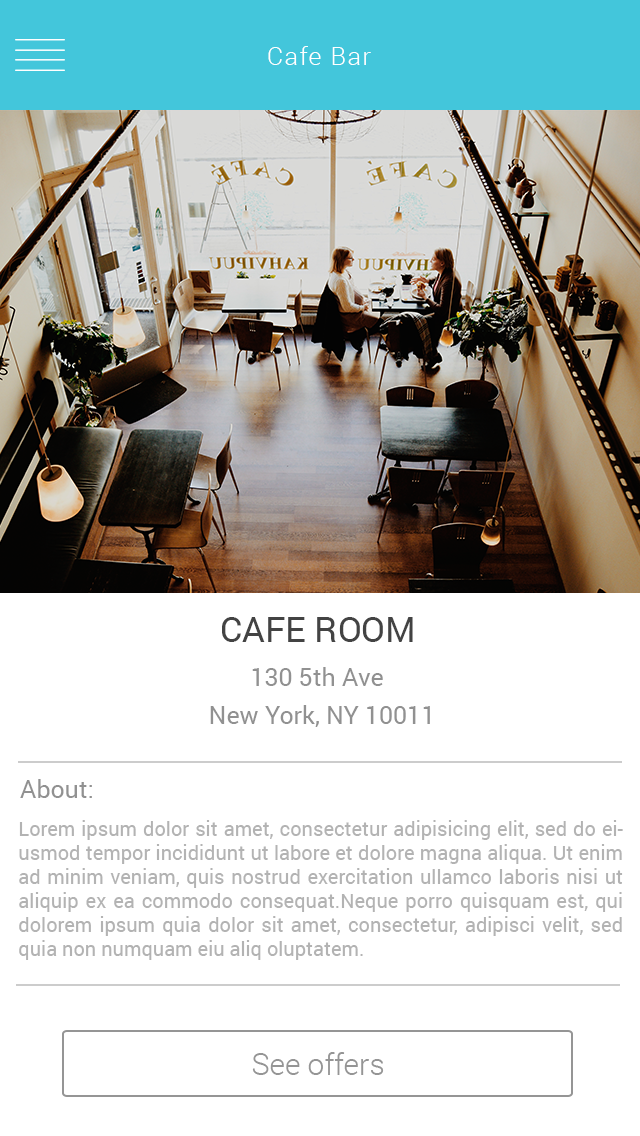 Cafe Bar
CAFÉ CAFÉ
KAHVIPUU KAHVIPUU
CAFE ROOM
130 5th Ave
New York, NY 10011
About:
Lorem ipsum dolor sit amet, consectetur adipisicing elit, sed do ei-
usmod tempor incididunt ut labore et dolore magna aliqua. Ut enim
ad minim veniam, quis nostrud exercitation ullamco laboris nisi ut
aliquip ex ea commodo consequat.Neque porro quisquam est, qui
dolorem ipsum quia dolor sit amet, consectetur, adipisci velit, sed
quia non numquam eiu aliq oluptatem.
See offers